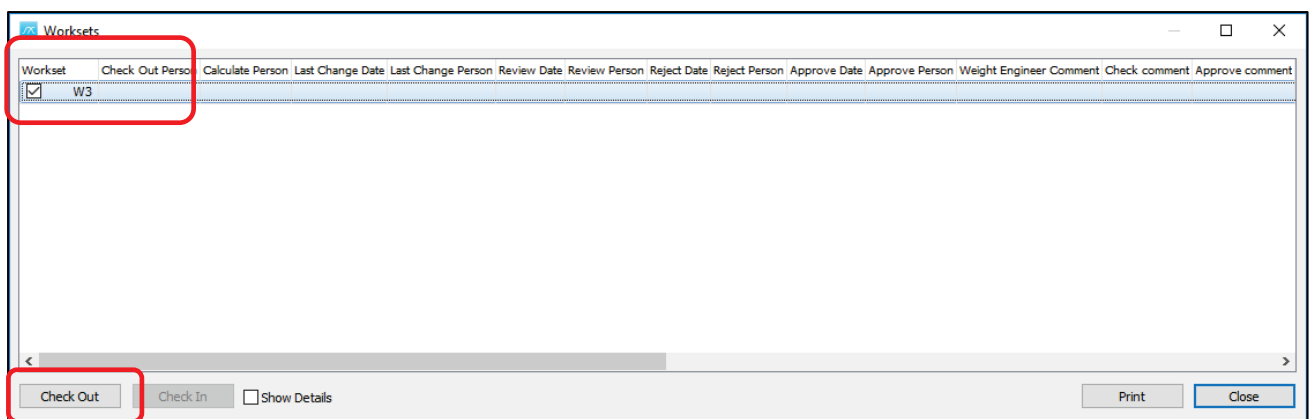 Worksets
Workset Check Out Person Calculate Person Last Change Date Last Change Person Review Date Review Person Reject Date Reject Person Approve Date Approve Person Weight Engineer Comment Check comment Approve comment
W3
Check Out Check In Show Details Print Close